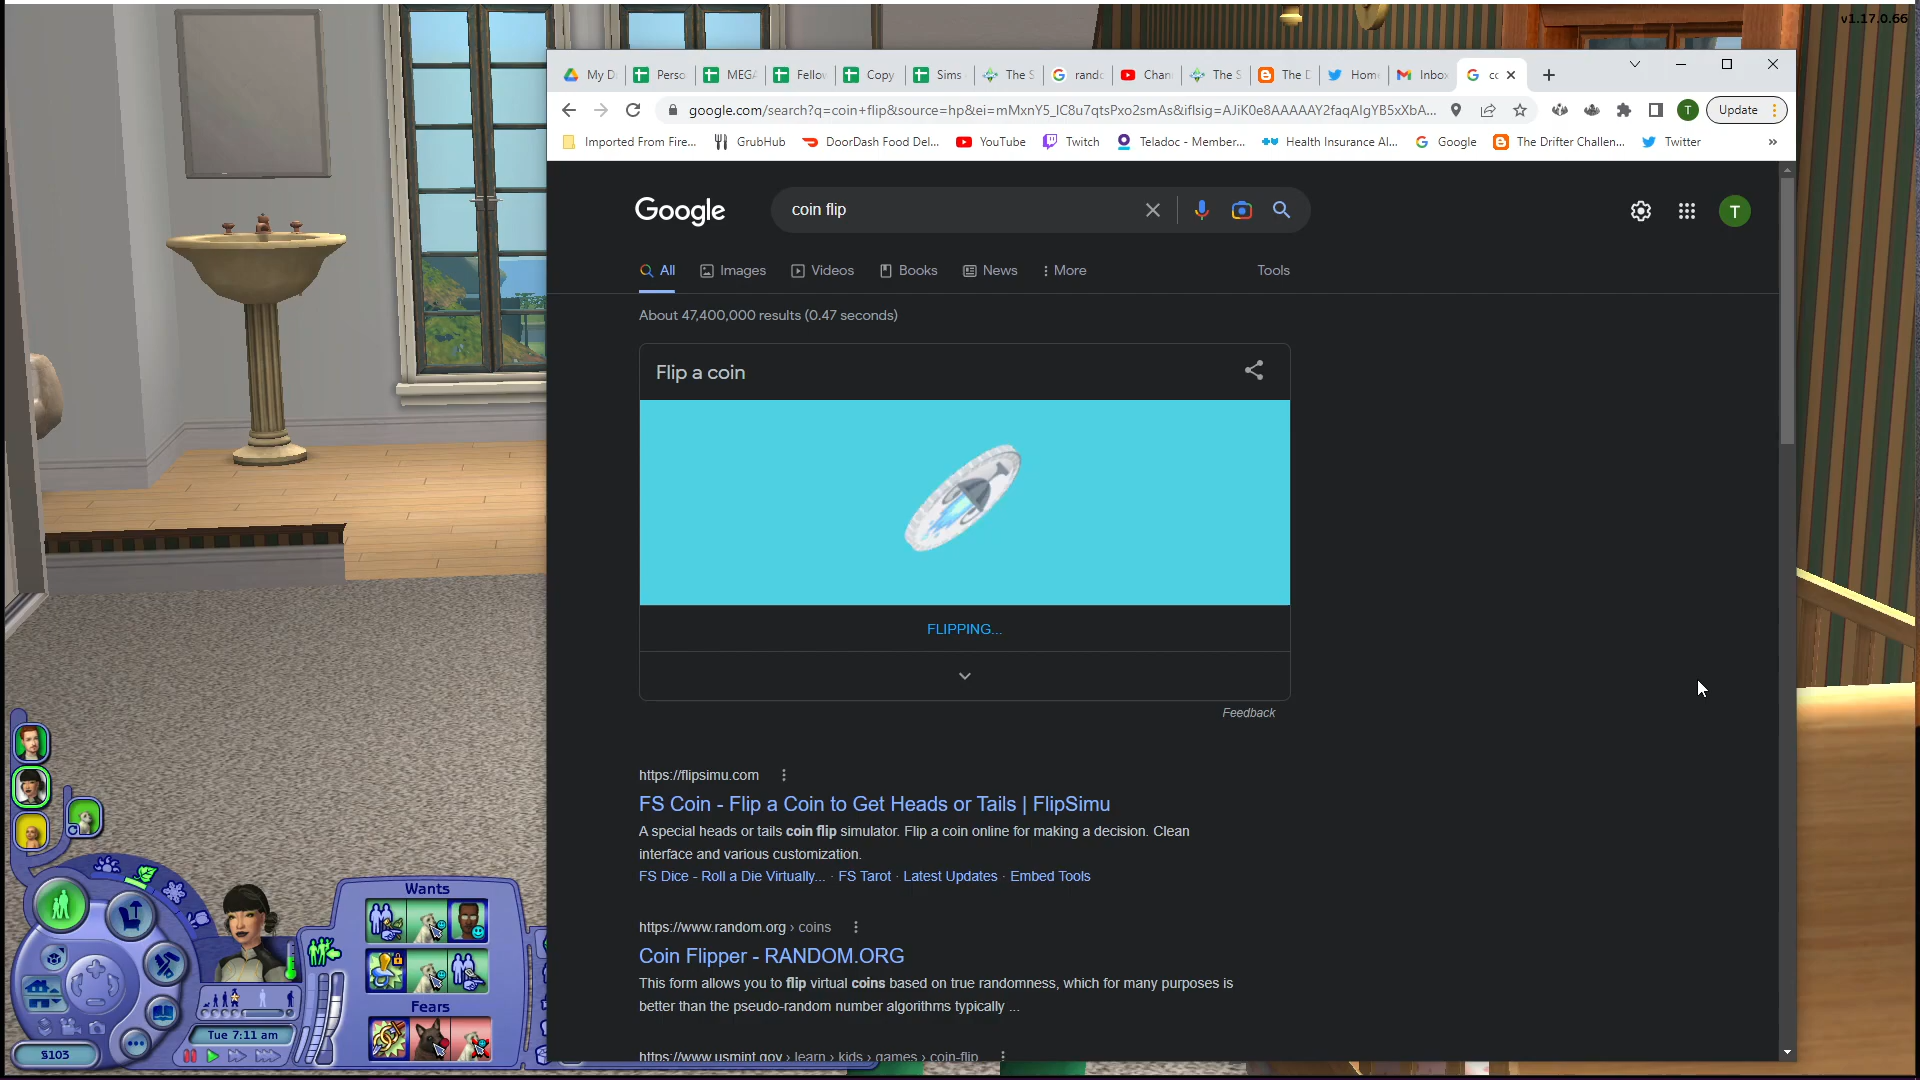 v1.17.0.66
My D
Perso
MEGA
Fellov
Copy
Sims
The S
rando
Chan
The S
The D
Home
Inbox
cc
google.com/search?q=coin+flip&source=hp&ei=mMxnY5_IC8u7qtsPxo2smAs&iflsig=AJiK0e8AAAAAY2faqAIgYB5xXbA...
T
Update
Imported From Fire...
GrubHub
DoorDash Food Del...
YouTube
Twitch
Teladoc - Member...
Health Insurance Al...
Google
The Drifter Challen...
Twitter
»
Google
coin flip
T
All
Images
Videos
Books
News
More
Tools
About 47,400,000 results (0.47 seconds)
Flip a coin
FLIPPING...
Feedback
https://flipsimu.com
FS Coin - Flip a Coin to Get Heads or Tails | FlipSimu
A special heads or tails coin flip simulator. Flip a coin online for making a decision. Clean
interface and various customization.
FS Dice - Roll a Die Virtually... · FS Tarot · Latest Updates · Embed Tools
https://www.random.org › coins
Coin Flipper - RANDOM.ORG
This form allows you to flip virtual coins based on true randomness, which for many purposes is
better than the pseudo-random number algorithms typically ...
https://www.usmint.gov › learn › kids › games › coin-flip
Wants
Fears
Tue 7:11 am
§103